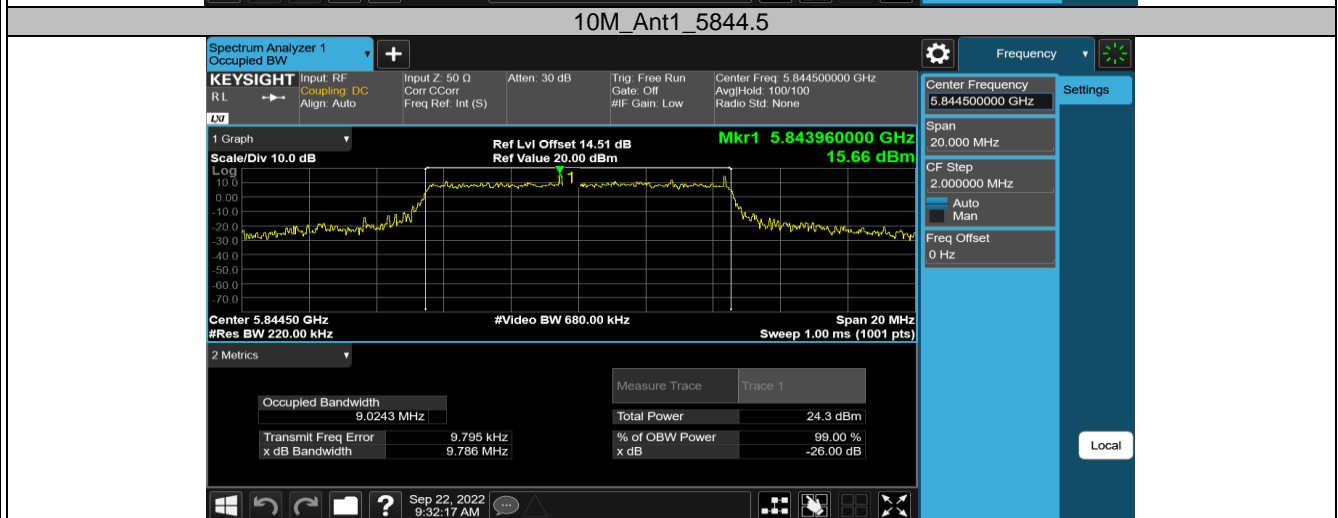 10M_Ant1_5844.5
Spectrum Analyzer 1
Occupied BW
+
Frequency
KEYSIGHT
R L
LXI
Input: RF
Coupling: DC
Align: Auto
Input Z: 50 Ω
Corr CCorr
Freq Ref: Int (S)
Atten: 30 dB
Trig: Free Run
Gate: Off
#IF Gain: Low
Center Freq: 5.844500000 GHz
Avg|Hold: 100/100
Radio Std: None
Center Frequency
5.844500000 GHz
Settings
Span
20.000 MHz
CF Step
2.000000 MHz
Auto
Man
Freq Offset
0 Hz
1 Graph
Scale/Div 10.0 dB
Ref Lvl Offset 14.51 dB
Ref Value 20.00 dBm
Mkr1 5.843960000 GHz
15.66 dBm
Log
10.0
0.00
-10.0
-20.0
-30.0
-40.0
-50.0
-60.0
-70.0
1
Center 5.84450 GHz
#Video BW 680.00 kHz
Span 20 MHz
#Res BW 220.00 kHz
Sweep 1.00 ms (1001 pts)
2 Metrics
Measure Trace Trace 1
Occupied Bandwidth
9.0243 MHz
Total Power 24.3 dBm
Transmit Freq Error 9.795 kHz
% of OBW Power 99.00 %
x dB Bandwidth 9.786 MHz
x dB -26.00 dB
Local
?
Sep 22, 2022
9:32:17 AM